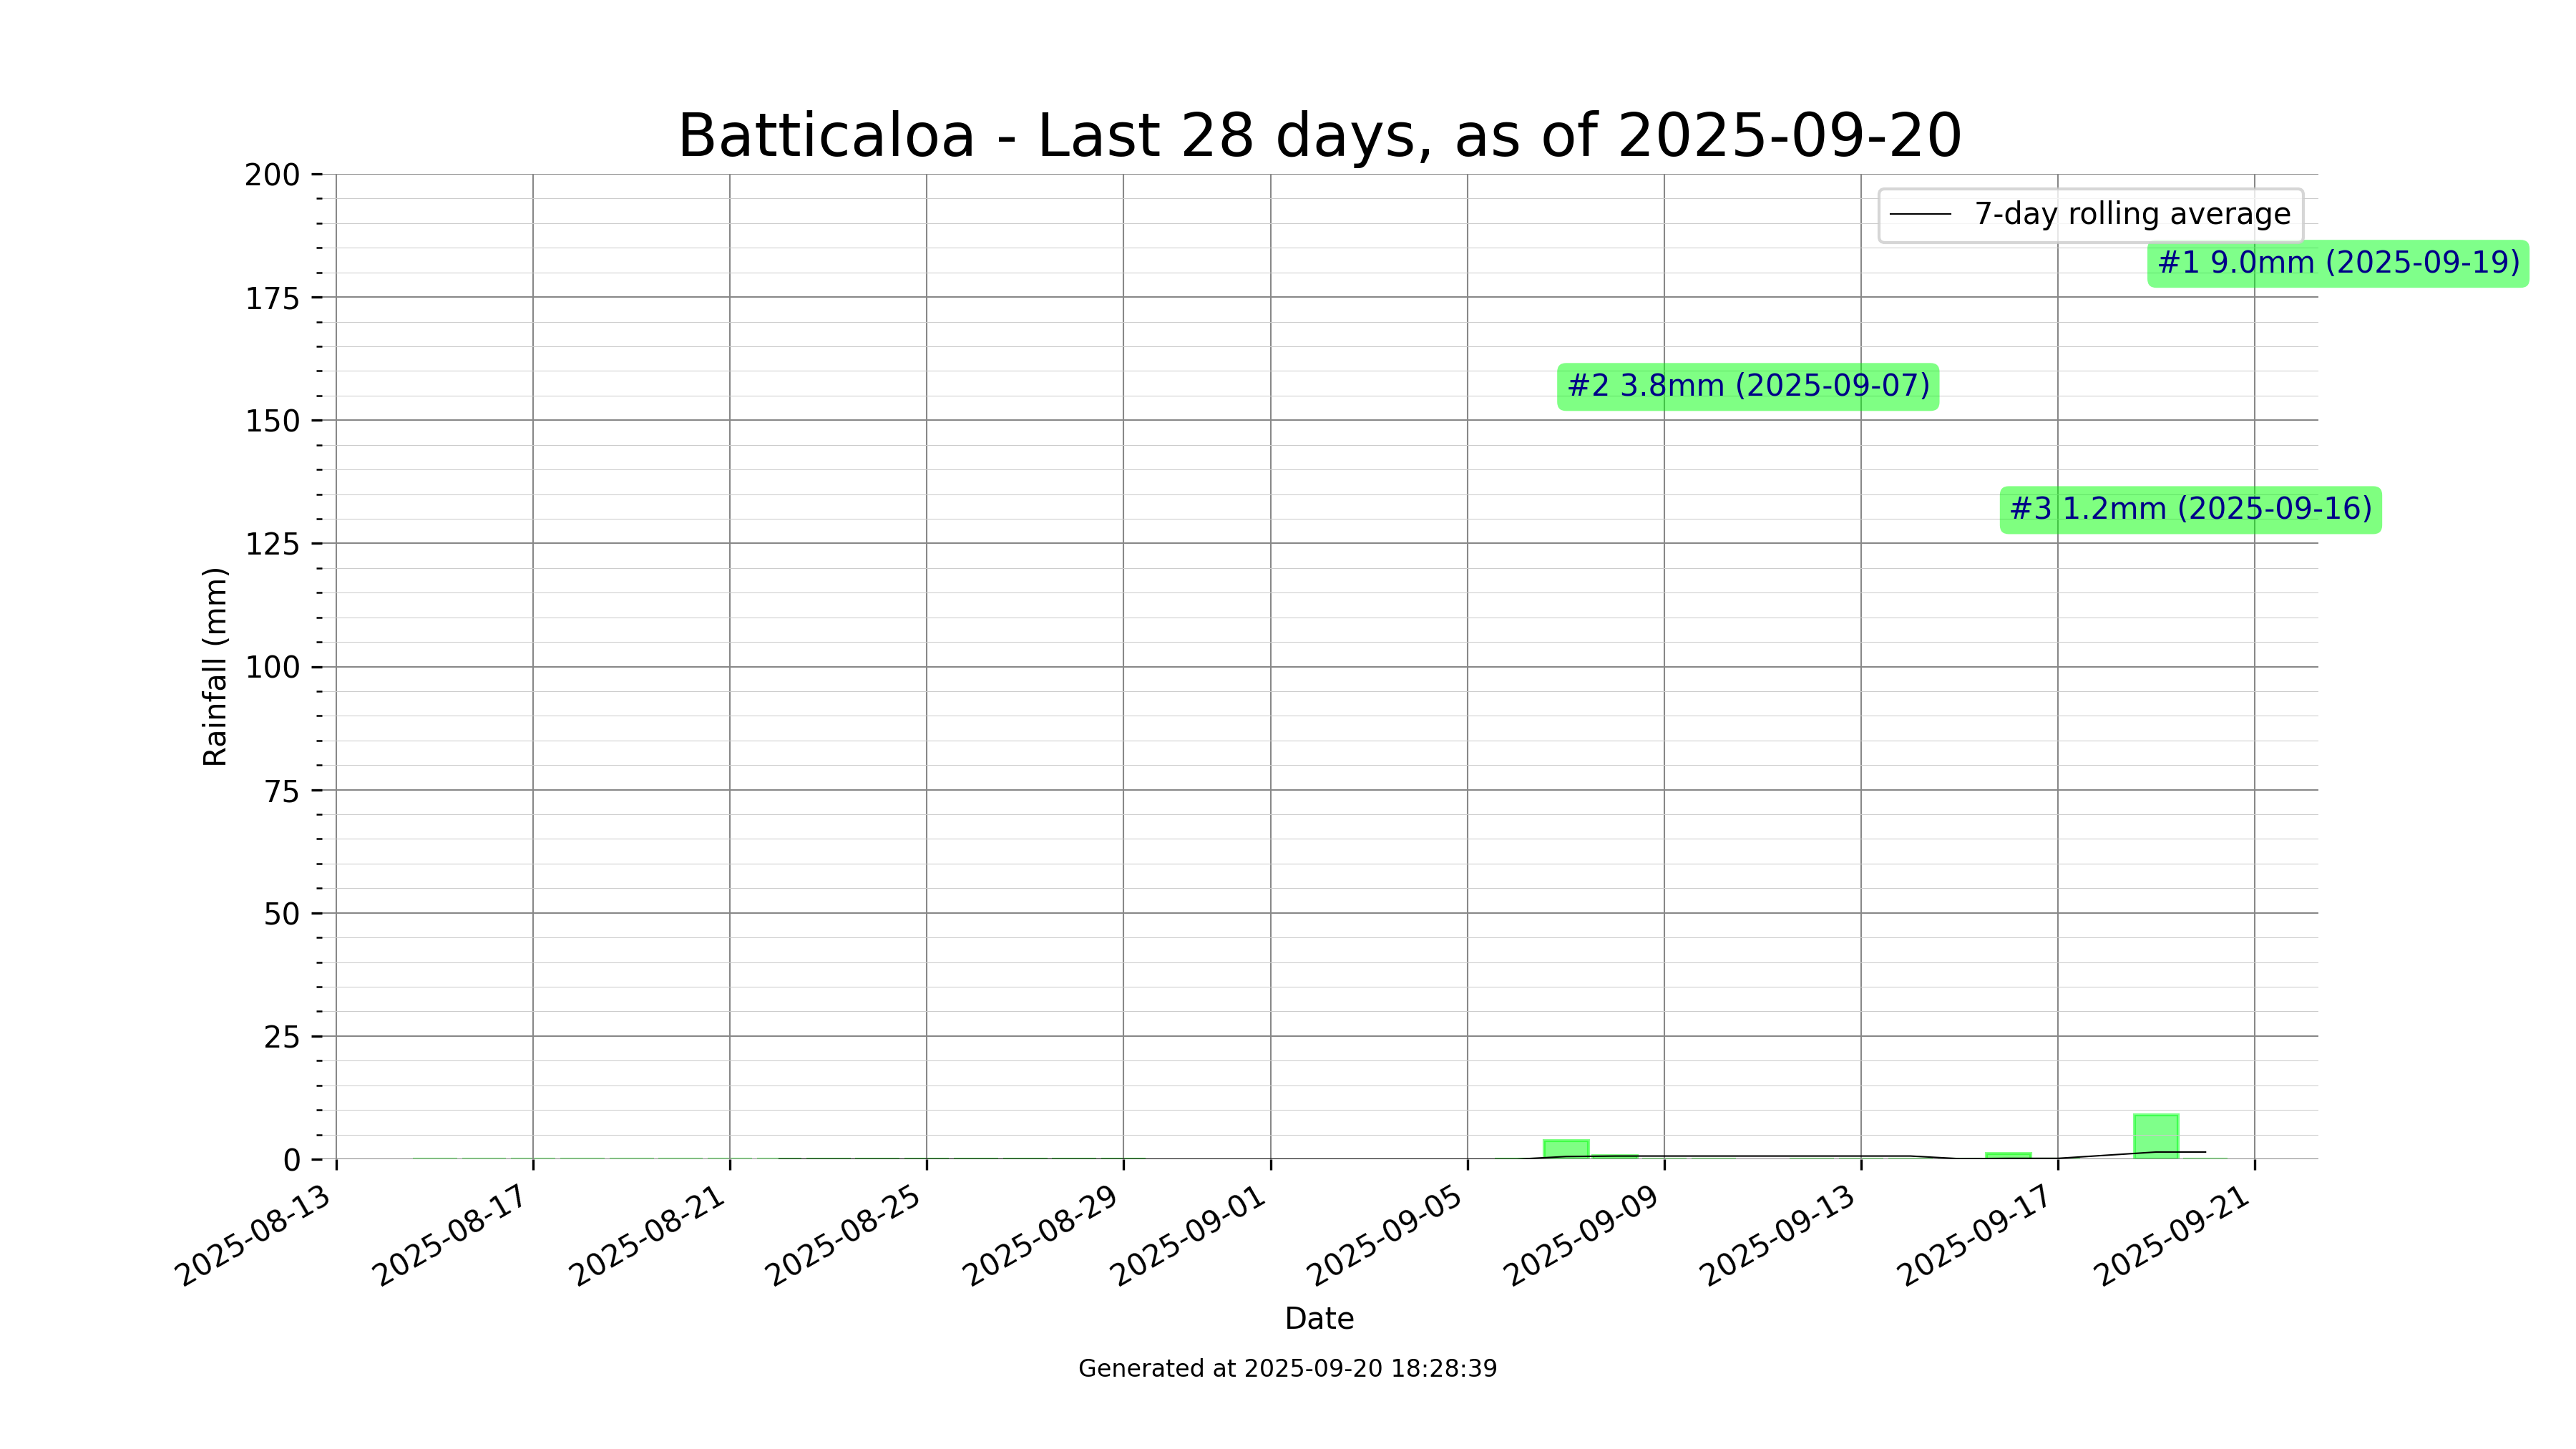 Batticaloa - Last 28 days, as of 2025-09-20
200
175
150
125
100
75
50
25
0
Rainfall (mm)
7-day rolling average
#1 9.0mm (2025-09-19)
#2 3.8mm (2025-09-07)
#3 1.2mm (2025-09-16)
2025-08-13
2025-08-17
2025-08-21
2025-08-25
2025-08-29
2025-09-01
2025-09-05
2025-09-09
2025-09-13
2025-09-17
2025-09-21
Date
Generated at 2025-09-20 18:28:39